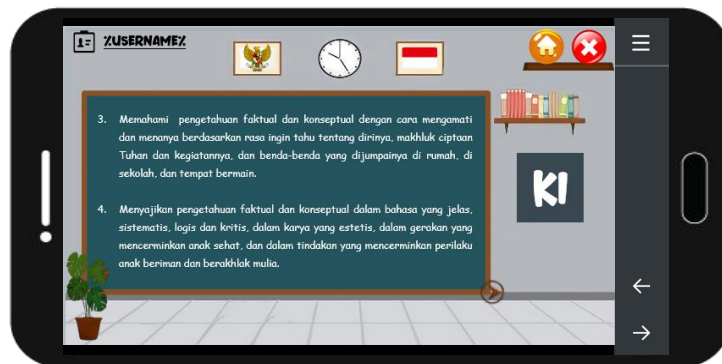 %USERNAME%
3. Memahami pengetahuan faktual dan konseptual dengan cara mengamati
dan menanya berdasarkan rasa ingin tahu tentang dirinya, makhluk ciptaan
Tuhan dan kegiatannya, dan benda-benda yang dijumpainya di rumah, di
sekolah, dan tempat bermain.
4. Menyajikan pengetahuan faktual dan konseptual dalam bahasa yang jelas,
sistematis, logis dan kritis, dalam karya yang estetis, dalam gerakan yang
mencerminkan anak sehat, dan dalam tindakan yang mencerminkan perilaku
anak beriman dan berakhlak mulia.
KI